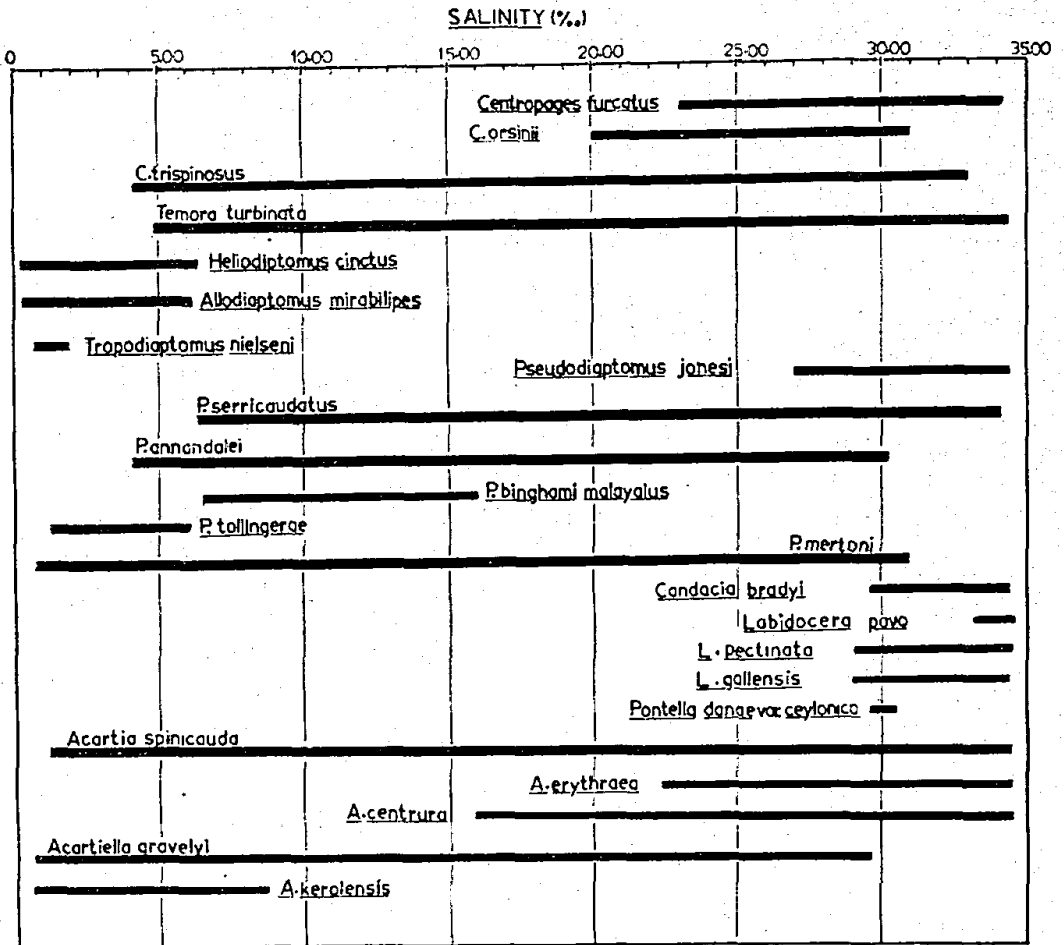 SALINITY (‰)
0 5.00 10.00 15.00 20.00 25.00 30.00 35.00
Centropages furcatus
C.orsinii
C.trispinosus
Temora turbinata
Heliodiptomus cinctus
Allodiaptomus mirabilipes
Tropodiaptomus nielseni
Pseudodiaptomus jonesi
P.serricaudatus
P.annandalei
P.binghami malayalus
P.tollingerae
P.mertoni
Candacia bradyi
Labidocera pavo
L.pectinata
L.gallensis
Pontella danaevar.ceylonica
Acartia spinicauda
A.erythraea
A.centrura
Acartiella gravelyi
A.keralensis